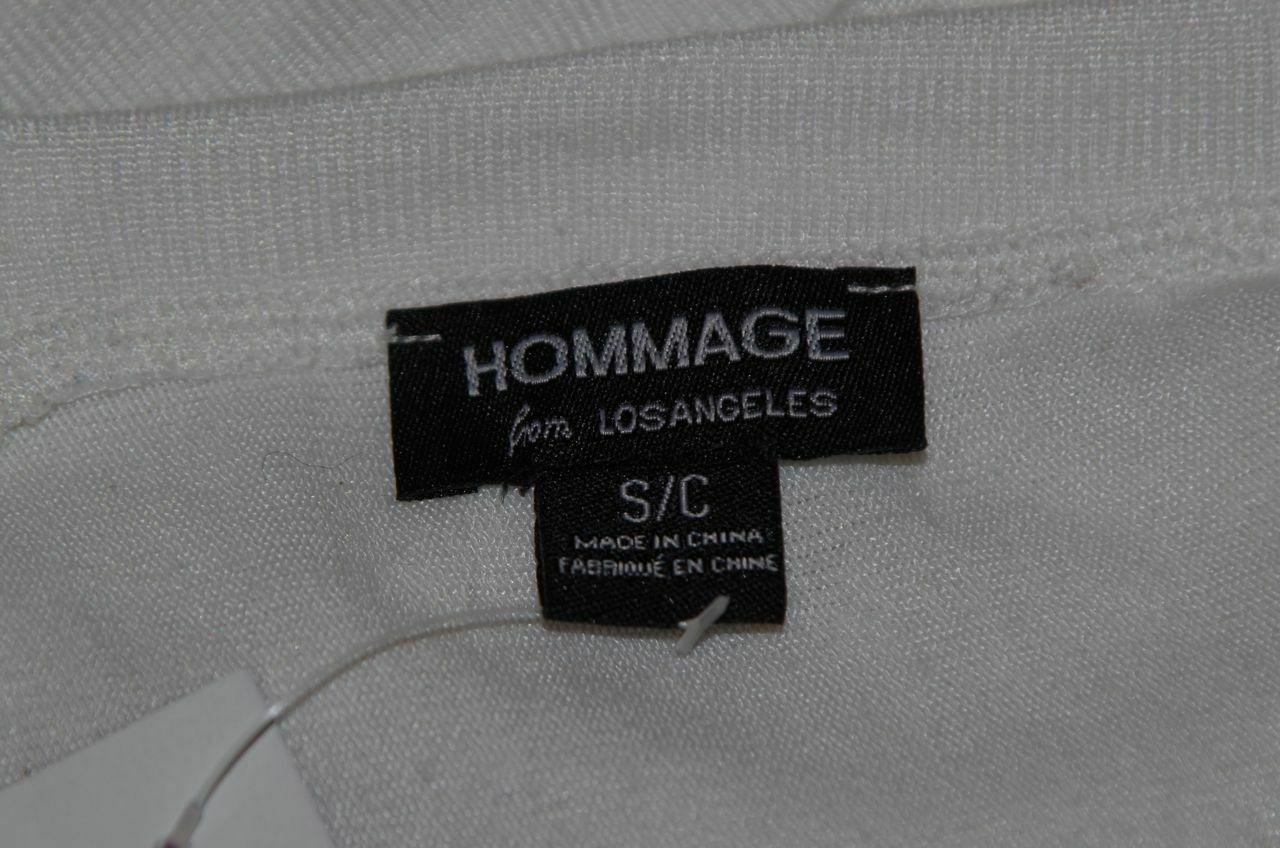 HOMMAGE
from LOSANGELES
S/C
MADE IN CHINA
FABRIQUÉ EN CHINE